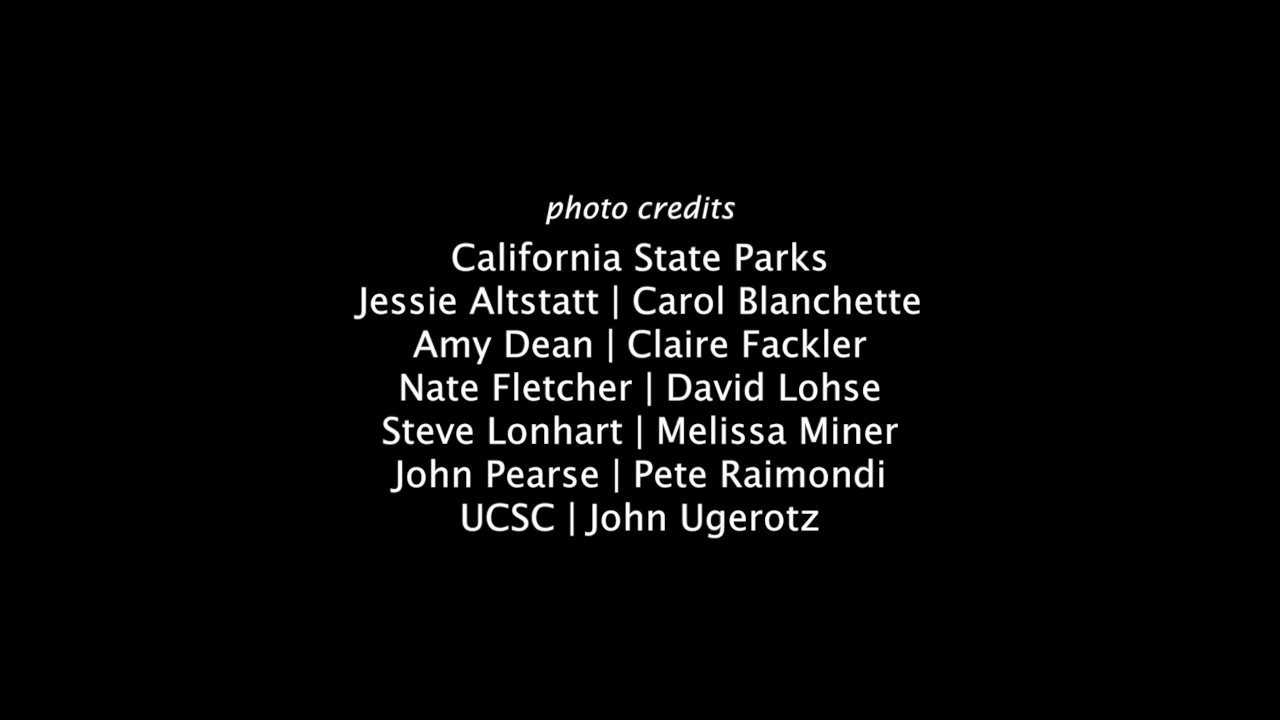 photo credits
California State Parks
Jessie Altstatt | Carol Blanchette
Amy Dean | Claire Fackler
Nate Fletcher | David Lohse
Steve Lonhart | Melissa Miner
John Pearse | Pete Raimondi
UCSC | John Ugerotz